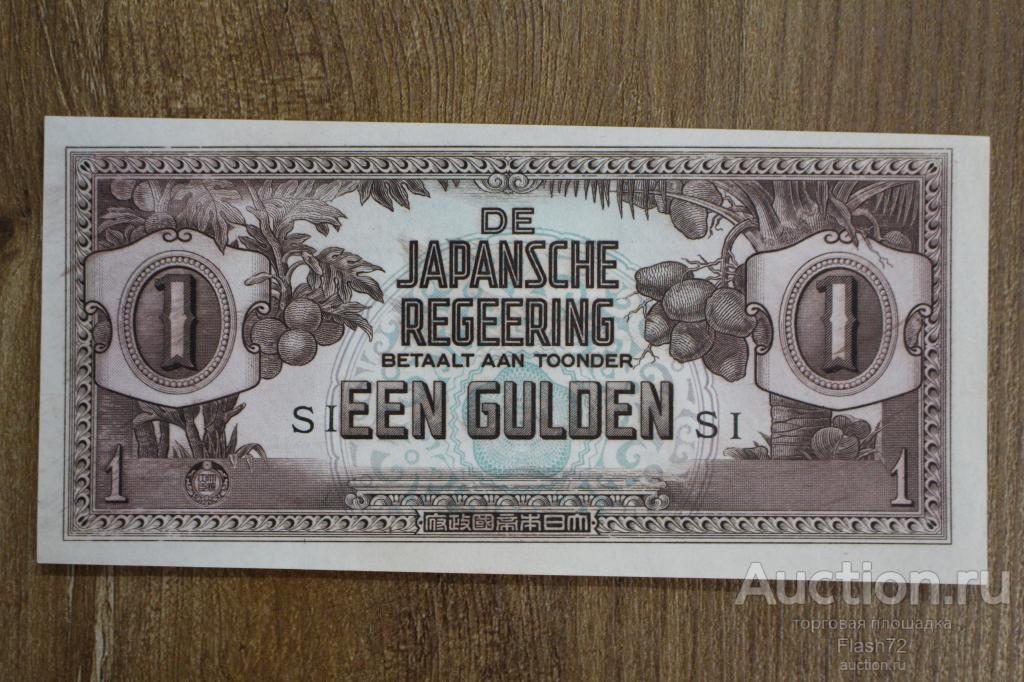 DE
JAPANSCHE
REGEERING
BETAALT AAN TOONDER
1
1
SI EEN GULDEN SI
1
1
府政國帝本日大
Auction.ru
торговая площадка
Flash72
auction.ru